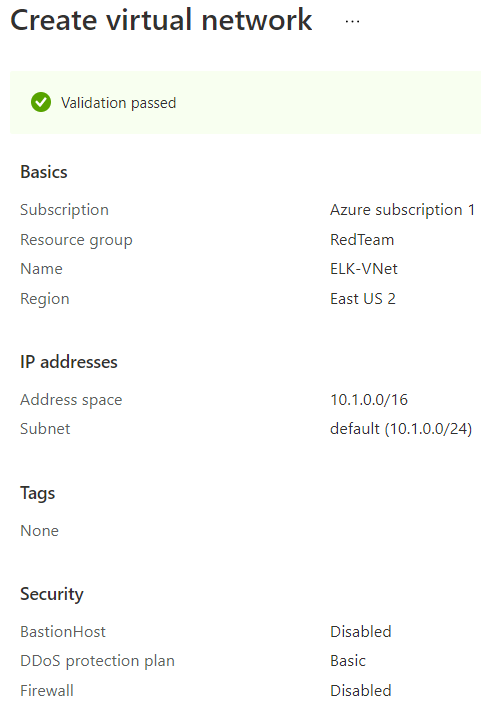 Create virtual network ...
Validation passed
Basics
Subscription Azure subscription 1
Resource group RedTeam
Name ELK-VNet
Region East US 2
IP addresses
Address space 10.1.0.0/16
Subnet default (10.1.0.0/24)
Tags
None
Security
BastionHost Disabled
DDoS protection plan Basic
Firewall Disabled